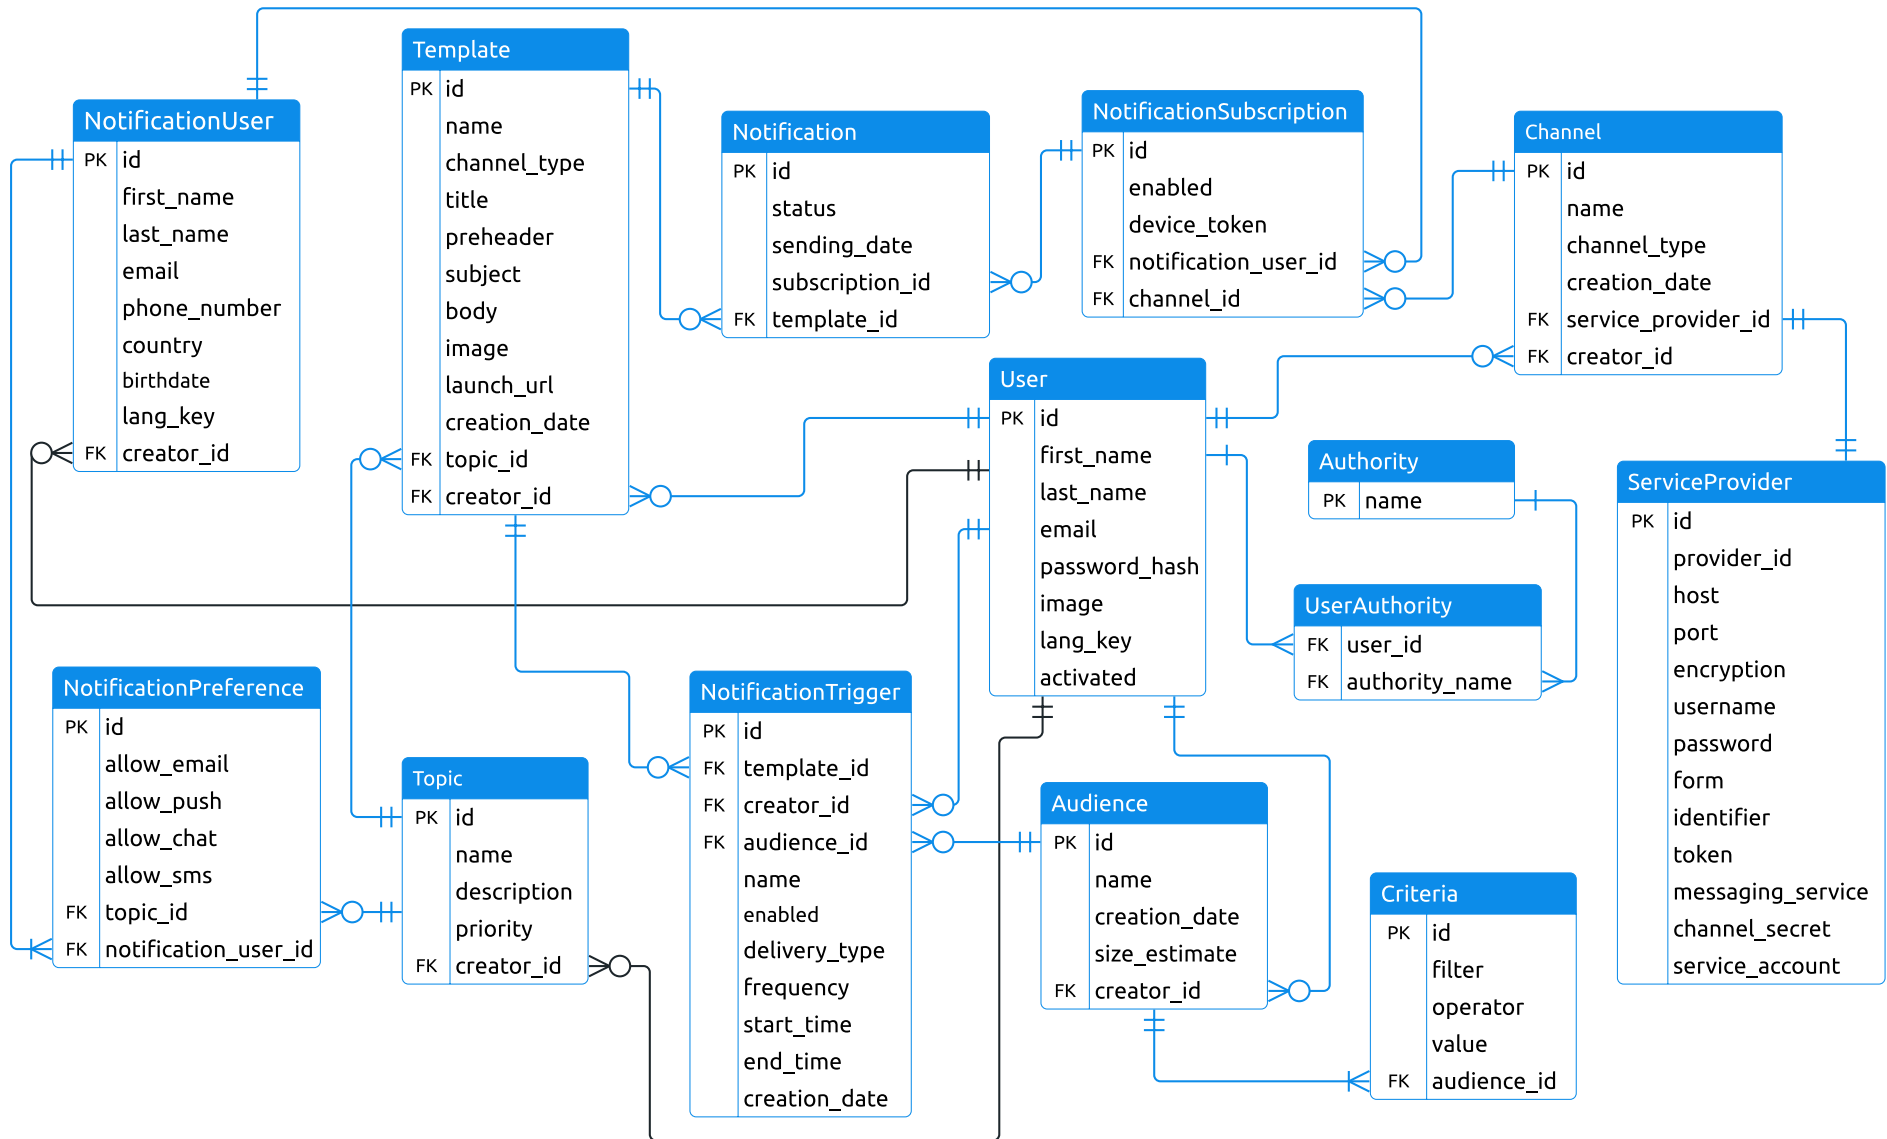 NotificationUser
PK id
first_name
last_name
email
phone_number
country
birthdate
lang_key
FK creator_id
Template
PK id
name
channel_type
title
preheader
subject
body
image
launch_url
creation_date
FK topic_id
FK creator_id
Notification
PK id
status
sending_date
subscription_id
FK template_id
NotificationSubscription
PK id
enabled
device_token
FK notification_user_id
FK channel_id
Channel
PK id
name
channel_type
creation_date
FK service_provider_id
FK creator_id
User
PK id
first_name
last_name
email
password_hash
image
lang_key
activated
Authority
PK name
UserAuthority
FK user_id
FK authority_name
ServiceProvider
PK id
provider_id
host
port
encryption
username
password
form
identifier
token
messaging_service
channel_secret
service_account
NotificationPreference
PK id
allow_email
allow_push
allow_chat
allow_sms
FK topic_id
FK notification_user_id
Topic
PK id
name
description
priority
FK creator_id
NotificationTrigger
PK id
FK template_id
FK creator_id
FK audience_id
name
enabled
delivery_type
frequency
start_time
end_time
creation_date
Audience
PK id
name
creation_date
size_estimate
FK creator_id
Criteria
PK id
filter
operator
value
FK audience_id